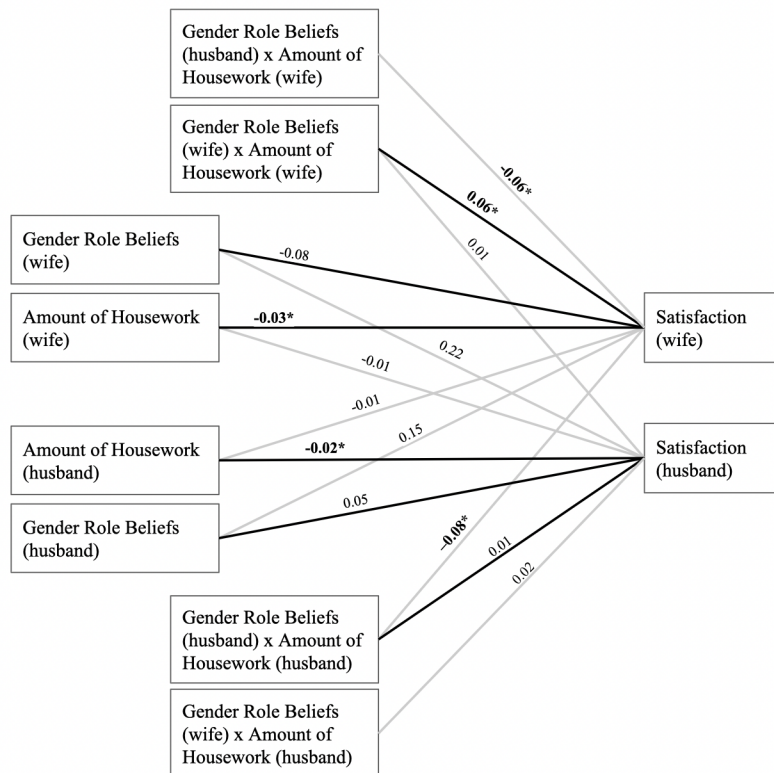 Gender Role Beliefs
(husband) x Amount of
Housework (wife)
Gender Role Beliefs
(wife) x Amount of
Housework (wife)
-0.06*
0.06*
0.01
Gender Role Beliefs
(wife)
-0.08
Amount of Housework
(wife)
-0.03*
Satisfaction
(wife)
0.22
-0.01
-0.01
0.15
Amount of Housework
(husband)
-0.02*
Satisfaction
(husband)
Gender Role Beliefs
(husband)
0.05
–0.08*
0.01
0.02
Gender Role Beliefs
(husband) x Amount of
Housework (husband)
Gender Role Beliefs
(wife) x Amount of
Housework (husband)